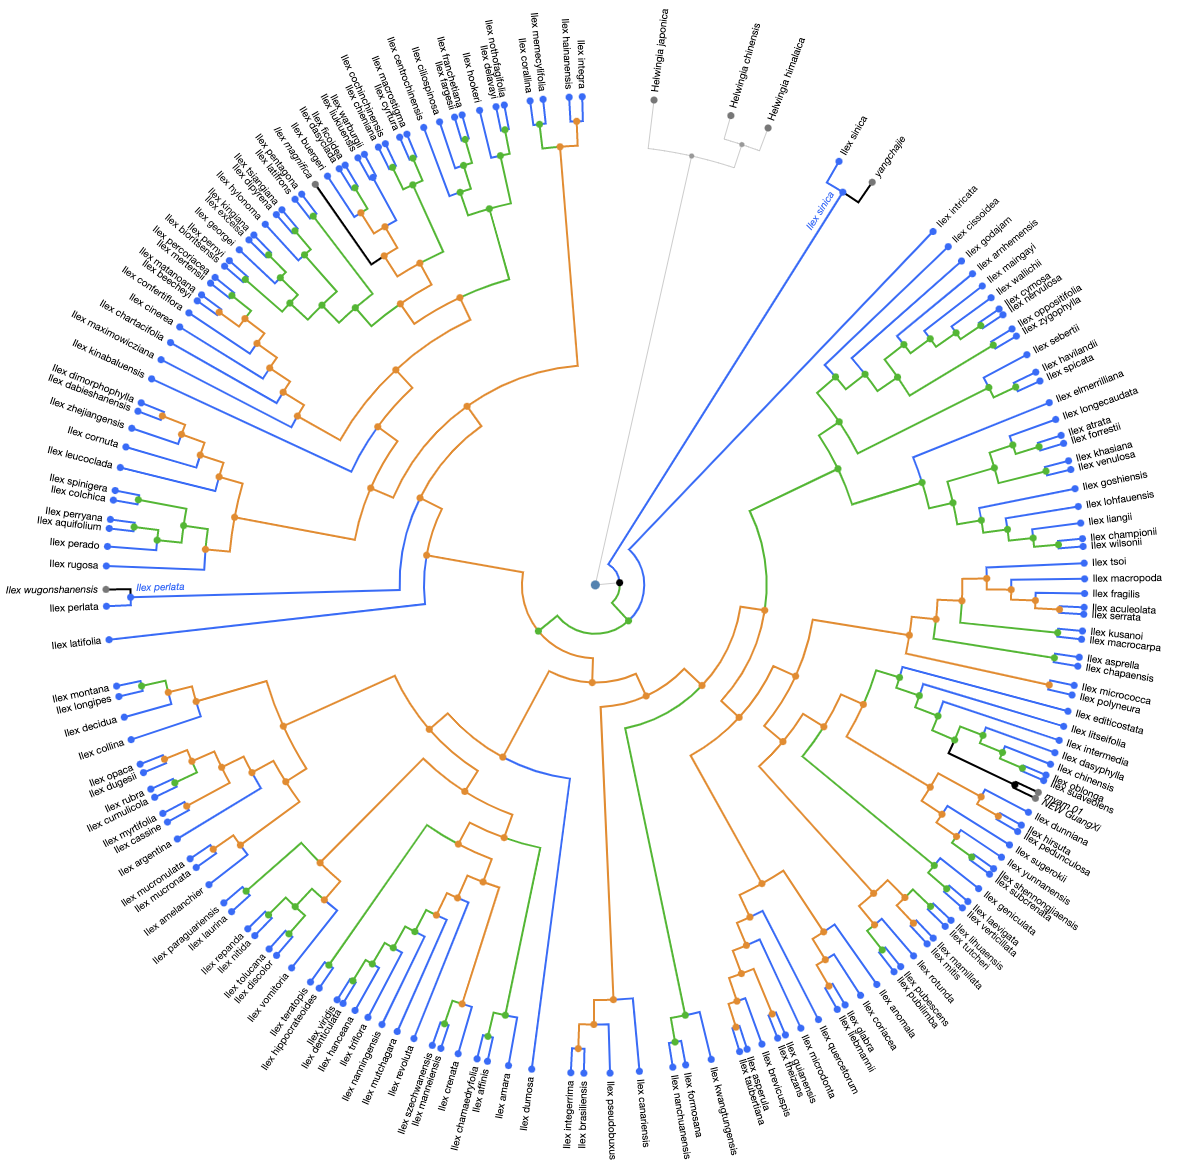 Helwingia japonica
Helwingia chinensis
Helwingia himalaica
Ilex sinica
yangchajie
Ilex sinica
Ilex intricata
Ilex cissoidea
Ilex godajam
Ilex arnhemensis
Ilex maingayi
Ilex wallichii
Ilex cymosa
Ilex nervulosa
Ilex oppositifolia
Ilex zygophylla
Ilex sebertii
Ilex havilandii
Ilex spicata
Ilex elmerrilliana
Ilex longecaudata
Ilex atrata
Ilex forrestii
Ilex khasiana
Ilex venulosa
Ilex goshiensis
Ilex lohfauensis
Ilex liangii
Ilex championii
Ilex wilsonii
Ilex tsoi
Ilex macropoda
Ilex fragilis
Ilex aculeolata
Ilex serrata
Ilex kusanoi
Ilex macrocarpa
Ilex asprella
Ilex chapaensis
Ilex micrococca
Ilex polyneura
Ilex editicostata
Ilex litseifolia
Ilex intermedia
Ilex dasyphylla
Ilex chinensis
Ilex oblonga
Ilex suaveolens
myam 01
NEW GuangXi
Ilex dunniana
Ilex hirsuta
Ilex pedunculosa
Ilex sugerokii
Ilex yunnanensis
Ilex shennongjiaensis
Ilex subcrenata
Ilex geniculata
Ilex laevigata
Ilex verticillata
Ilex lihuaensis
Ilex tutcheri
Ilex mamillata
Ilex mitis
Ilex rotunda
Ilex pubescens
Ilex pubilimba
Ilex anomala
Ilex coriacea
Ilex glabra
Ilex liebmannii
Ilex quercetorum
Ilex microdonta
Ilex guianensis
Ilex theizans
Ilex brevicuspis
Ilex asperula
Ilex taubertiana
Ilex kwangtungensis
Ilex formosana
Ilex nanchuanensis
Ilex canariensis
Ilex pseudobuxus
Ilex brasiliensis
Ilex integerrima
Ilex dumosa
Ilex amara
Ilex affinis
Ilex chamaedryfolia
Ilex crenata
Ilex mannelensis
Ilex szechwanensis
Ilex revoluta
Ilex mutchagara
Ilex nanningensis
Ilex triflora
Ilex hanceana
Ilex denticulata
Ilex viridis
Ilex hippocrateoides
Ilex teratopis
Ilex vomitoria
Ilex discolor
Ilex tolucana
Ilex nitida
Ilex repanda
Ilex laurina
Ilex paraguariensis
Ilex amelanchier
Ilex mucronata
Ilex mucronulata
Ilex argentina
Ilex cassine
Ilex myrtifolia
Ilex cumulicola
Ilex rubra
Ilex dugesii
Ilex opaca
Ilex collina
Ilex decidua
Ilex longipes
Ilex montana
Ilex latifolia
Ilex perlata
Ilex perlata
Ilex wugonshanensis
Ilex rugosa
Ilex perado
Ilex aquifolium
Ilex perryana
Ilex colchica
Ilex spinigera
Ilex leucoclada
Ilex cornuta
Ilex zhejiangensis
Ilex dabieshanensis
Ilex dimorphophylla
Ilex kinabaluensis
Ilex maximowicziana
Ilex chartacifolia
Ilex cinerea
Ilex confertiflora
Ilex beecheyi
Ilex matanoana
Ilex mertensii
Ilex percoriacea
Ilex bioritsensis
Ilex pernyi
Ilex georgei
Ilex excelsa
Ilex kingiana
Ilex hylonoma
Ilex dipyrena
Ilex tsiangiana
Ilex latifrons
Ilex pentagona
Ilex magnifica
Ilex buergeri
Ilex dasyclada
Ilex ficoidea
Ilex liukiuensis
Ilex warburgii
Ilex chieniana
Ilex cochinchinensis
Ilex cyrtura
Ilex macrostigma
Ilex centrochinensis
Ilex ciliospinosa
Ilex fargesii
Ilex franchetiana
Ilex hookeri
Ilex delavayi
Ilex nothofagifolia
Ilex corallina
Ilex memecylifolia
Ilex hainanensis
Ilex integra